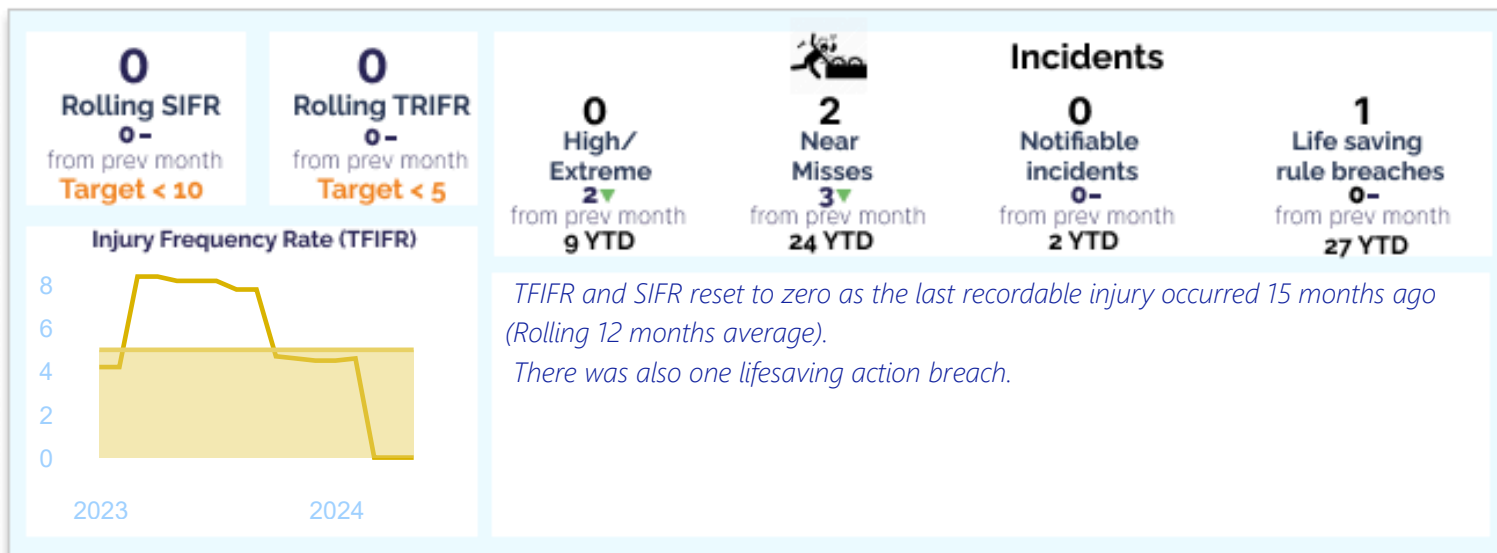 0
Rolling SIFR
0-
from prev month
Target < 10
0
Rolling TRIFR
0-
from prev month
Target < 5
Incidents
0
High/
Extreme
2▼
from prev month
9 YTD
2
Near
Misses
3▼
from prev month
24 YTD
0
Notifiable
incidents
0-
from prev month
2 YTD
1
Life saving
rule breaches
0-
from prev month
27 YTD
Injury Frequency Rate (TFIFR)
8
6
4
2
0
2023 2024
TFIFR and SIFR reset to zero as the last recordable injury occurred 15 months ago
(Rolling 12 months average).
There was also one lifesaving action breach.